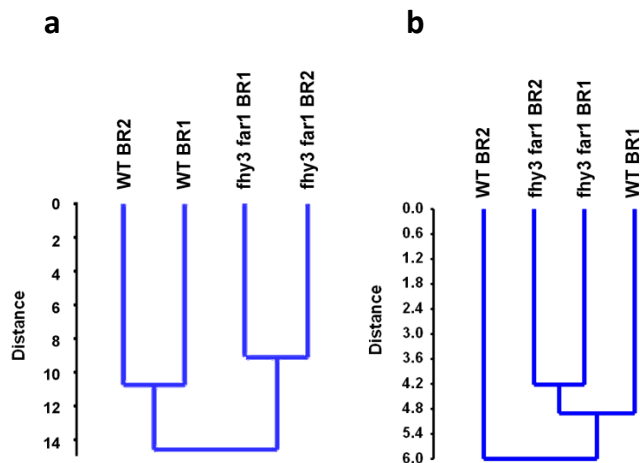 a
WT BR2
WT BR1
fhy3 far1 BR1
fhy3 far1 BR2
Distance
0
2
4
6
8
10
12
14
b
WT BR2
fhy3 far1 BR2
fhy3 far1 BR1
WT BR1
Distance
0.0
0.6
1.2
1.8
2.4
3.0
3.6
4.2
4.8
5.4
6.0